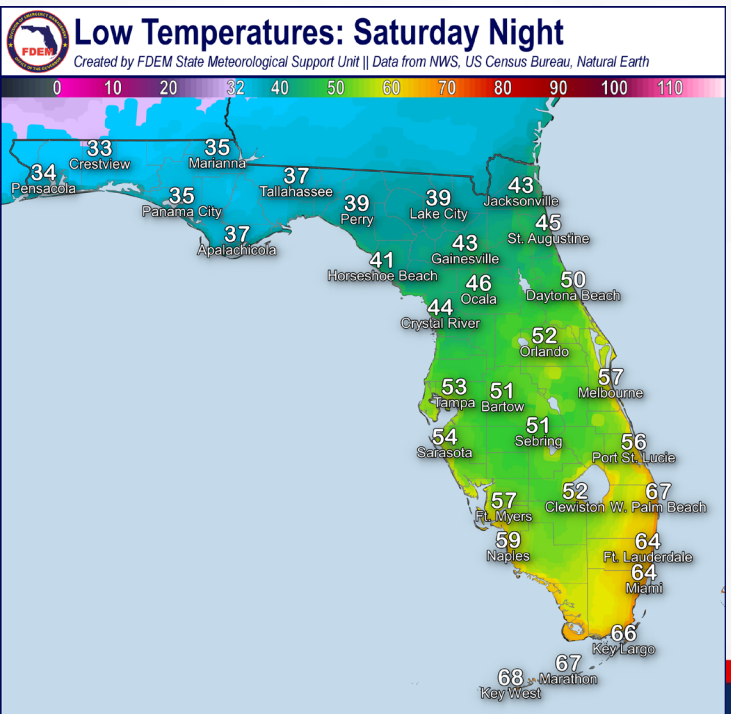 DIVISION OF EMERGENCY MANAGEMENT
FDEM
Low Temperatures: Saturday Night
Created by FDEM State Meteorological Support Unit || Data from NWS, US Census Bureau, Natural Earth
0 10 20 32 40 50 60 70 80 90 100 110
33
Crestview
35
Marianna
34
Pensacola
37
Tallahassee
35
Panama City
39
Perry
39
Lake City
43
Jacksonville
45
St. Augustine
37
Apalachicola
43
Gainesville
41
Horseshoe Beach
46
Ocala
50
Daytona Beach
44
Crystal River
52
Orlando
57
Melbourne
53
Tampa
51
Bartow
51
Sebring
54
Sarasota
56
Port St. Lucie
57
Ft. Myers
52
Clewiston
67
W. Palm Beach
59
Naples
64
Ft. Lauderdale
64
Miami
66
Key Largo
67
Marathon
68
Key West